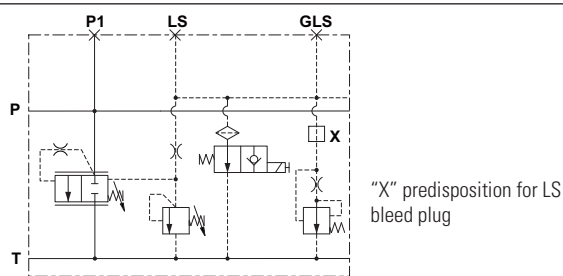 P1 LS GLS
P
X
"X" predisposition for LS
bleed plug
T